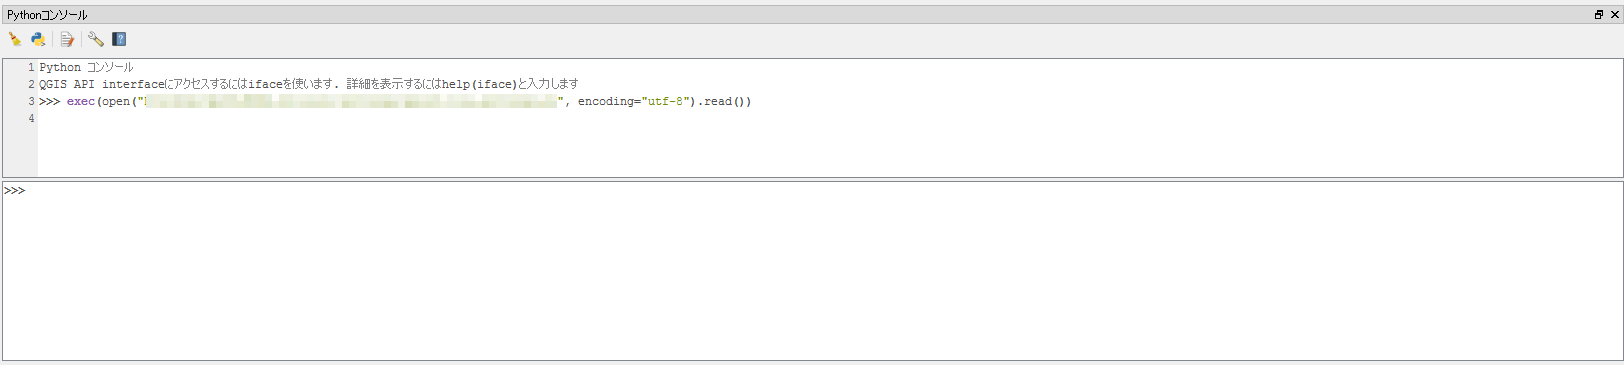 Pythonコンソール
1 Python コンソール
2 QGIS API interfaceにアクセスするにはifaceを使います. 詳細を表示するにはhelp(iface)と入力します
3 >>> exec(open("", encoding="utf-8").read())
4
>>>